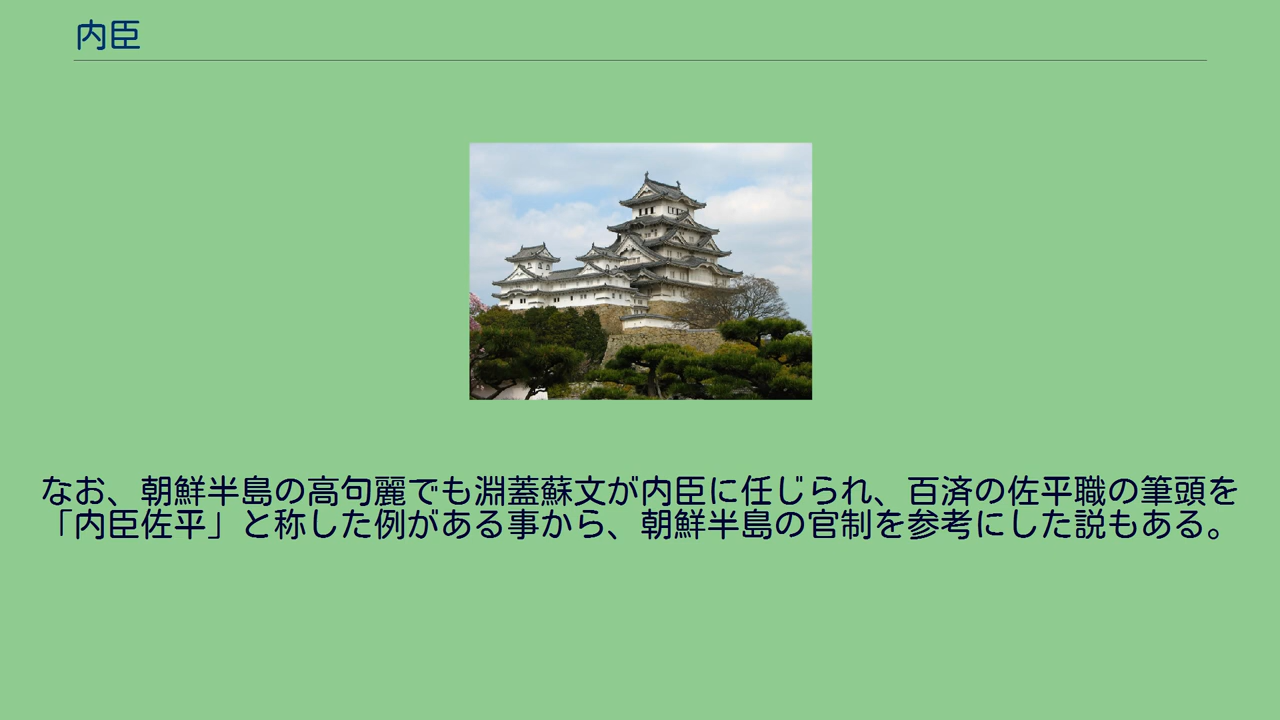 内臣
なお、朝鮮半島の高句麗でも淵蓋蘇文が内臣に任じられ、百済の佐平職の筆頭を
「内臣佐平」と称した例がある事から、朝鮮半島の官制を参考にした説もある。